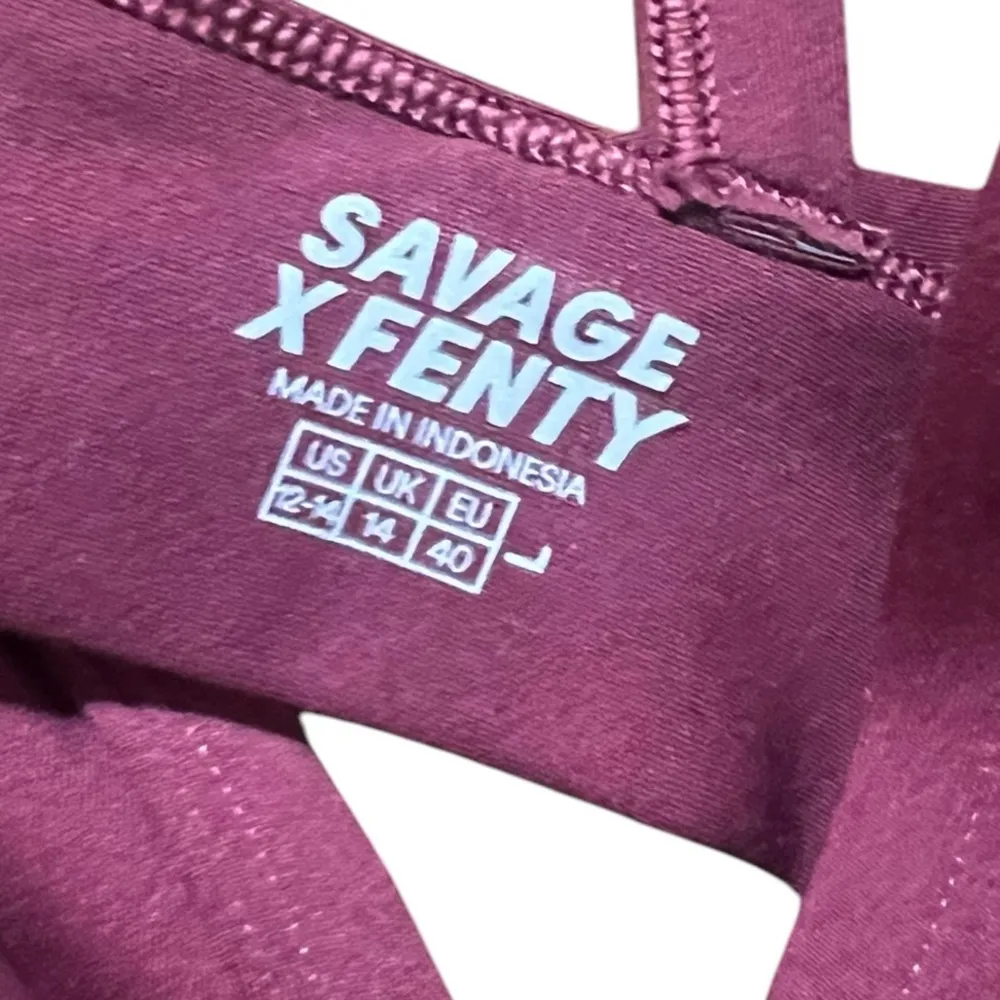 SAVAGE
X FENTY
MADE IN INDONESIA
US UK EU
12-14 14 40 L